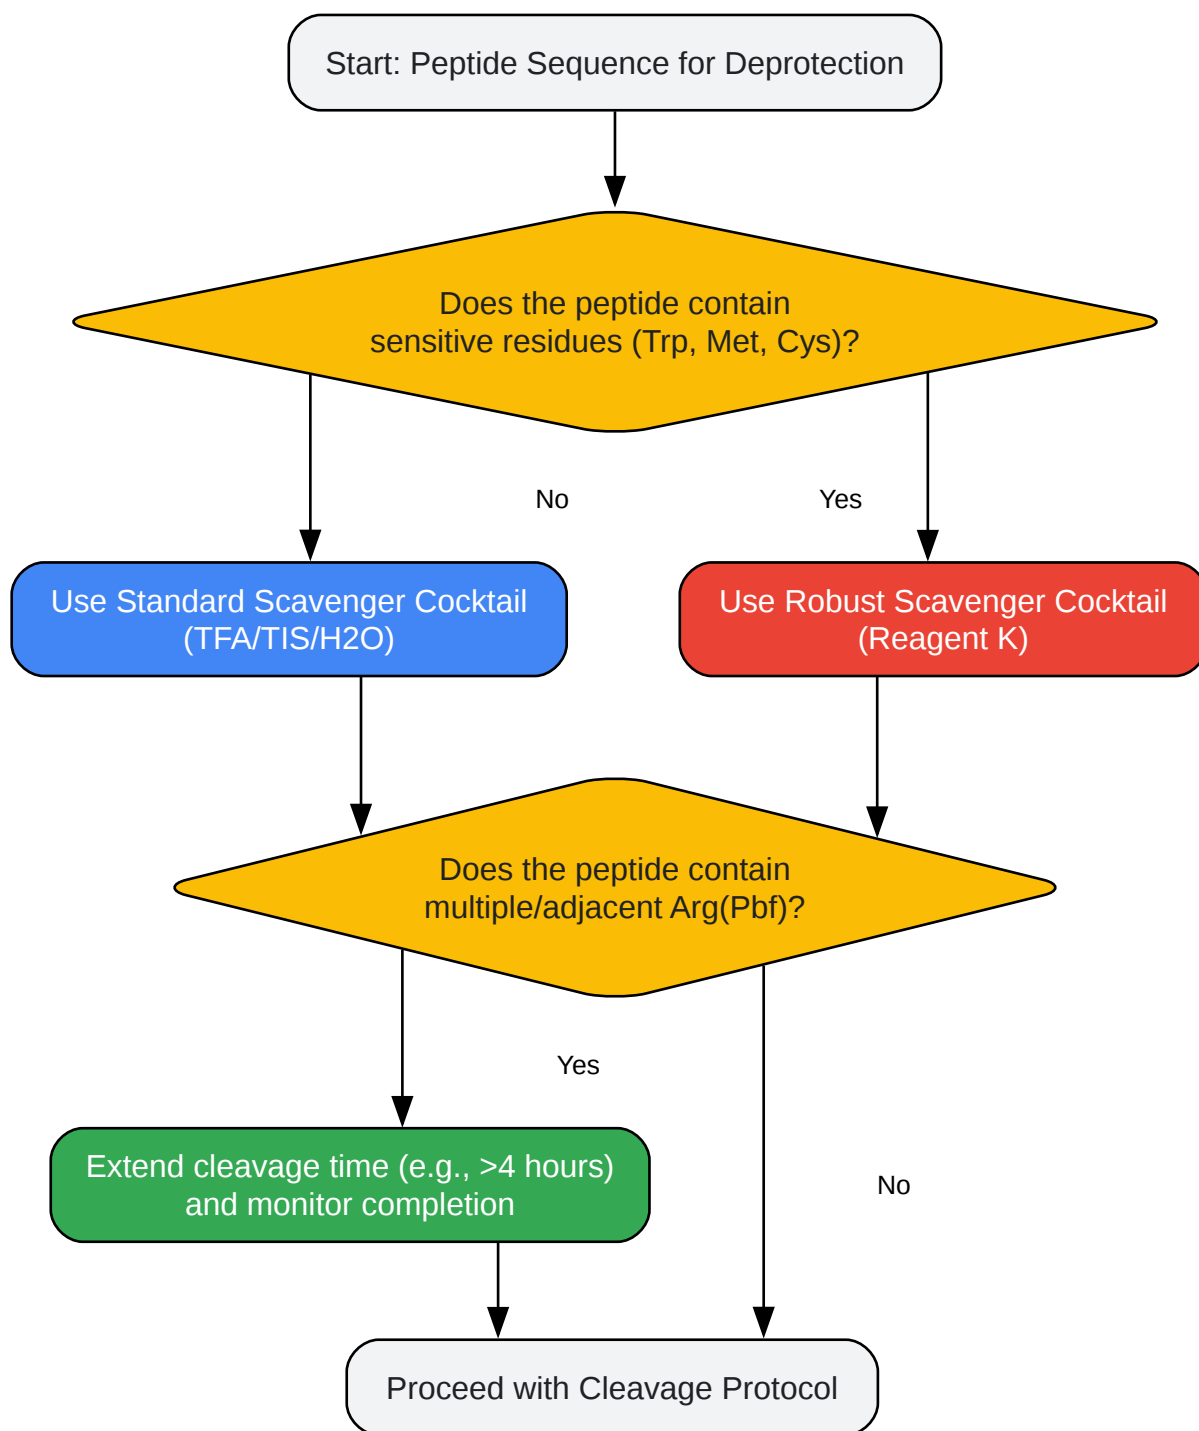 Start: Peptide Sequence for Deprotection
Does the peptide contain
sensitive residues (Trp, Met, Cys)?
No
Yes
Use Standard Scavenger Cocktail
(TFA/TIS/H2O)
Use Robust Scavenger Cocktail
(Reagent K)
Does the peptide contain
multiple/adjacent Arg(Pbf)?
Yes
Extend cleavage time (e.g., >4 hours)
and monitor completion
No
Proceed with Cleavage Protocol